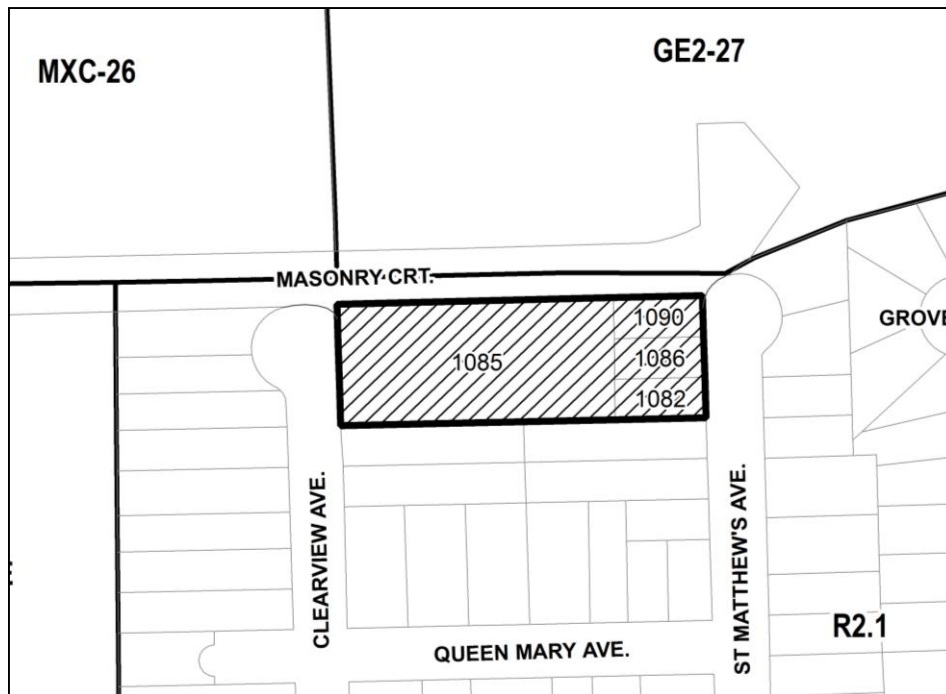 MXC-26
GE2-27
MASONRY CRT.
1090
1085
1086
1082
GROVE
CLEARVIEW AVE.
ST MATTHEW'S AVE.
R2.1
QUEEN MARY AVE.